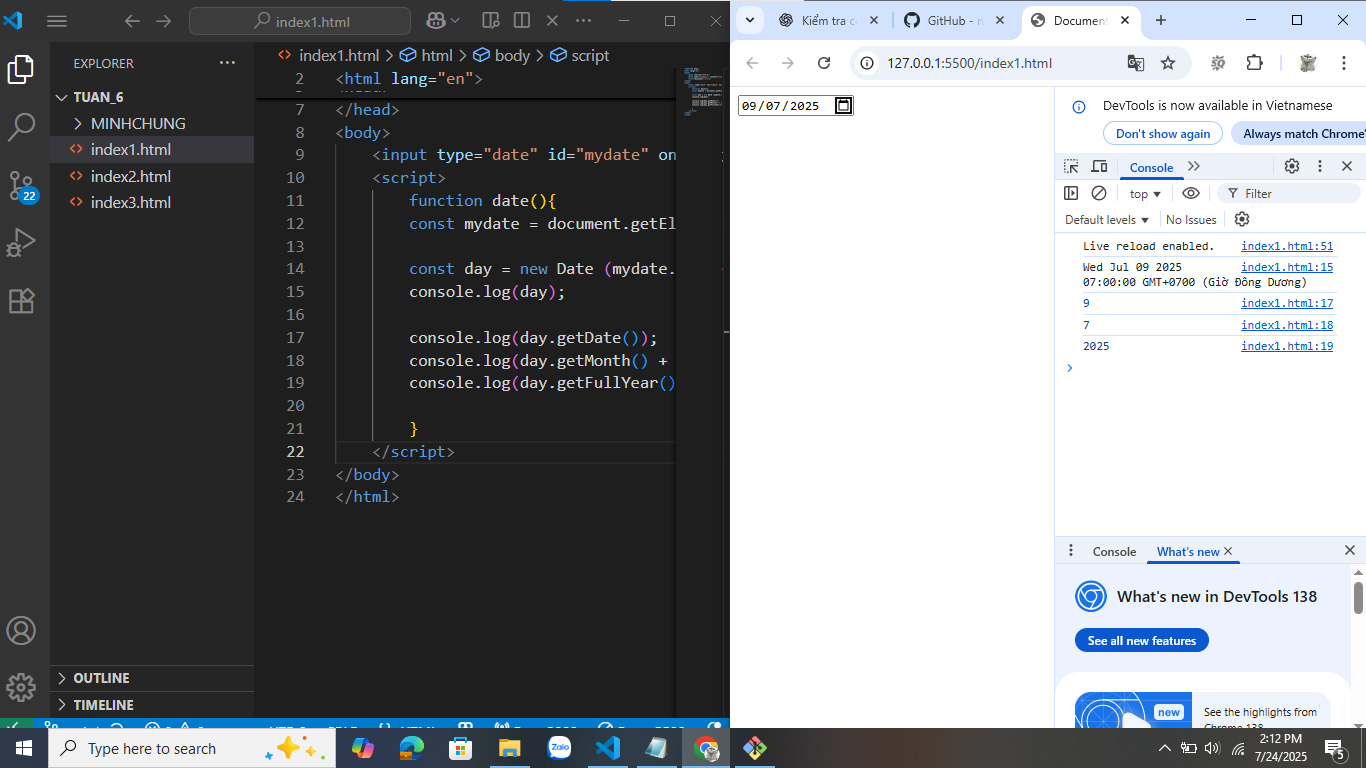 index1.html
EXPLORER
TUAN_6
MINHCHUNG
index1.html
index2.html
index3.html
22
OUTLINE
TIMELINE
index1.html > html > body > script
2 <html lang="en">
7 </head>
8 <body>
9 <input type="date" id="mydate" on
10 <script>
11 function date(){
12 const mydate = document.getEl
13
14 const day = new Date (mydate.
15 console.log(day);
16
17 console.log(day.getDate());
18 console.log(day.getMonth() +
19 console.log(day.getFullYear()
20
21 }
22 </script>
23 </body>
24 </html>
Kiểm tra c
GitHub - n
Document
127.0.0.1:5500/index1.html
09/07/2025
DevTools is now available in Vietnamese
Don't show again
Always match Chrome'
Console
top
Filter
Default levels
No Issues
Live reload enabled. index1.html:51
Wed Jul 09 2025 index1.html:15
07:00:00 GMT+0700 (Giờ Đông Dương)
9 index1.html:17
7 index1.html:18
2025 index1.html:19
Console
What's new
What's new in DevTools 138
See all new features
new
See the highlights from
Chrome 138
Type here to search
Zalo
2:12 PM
7/24/2025
5